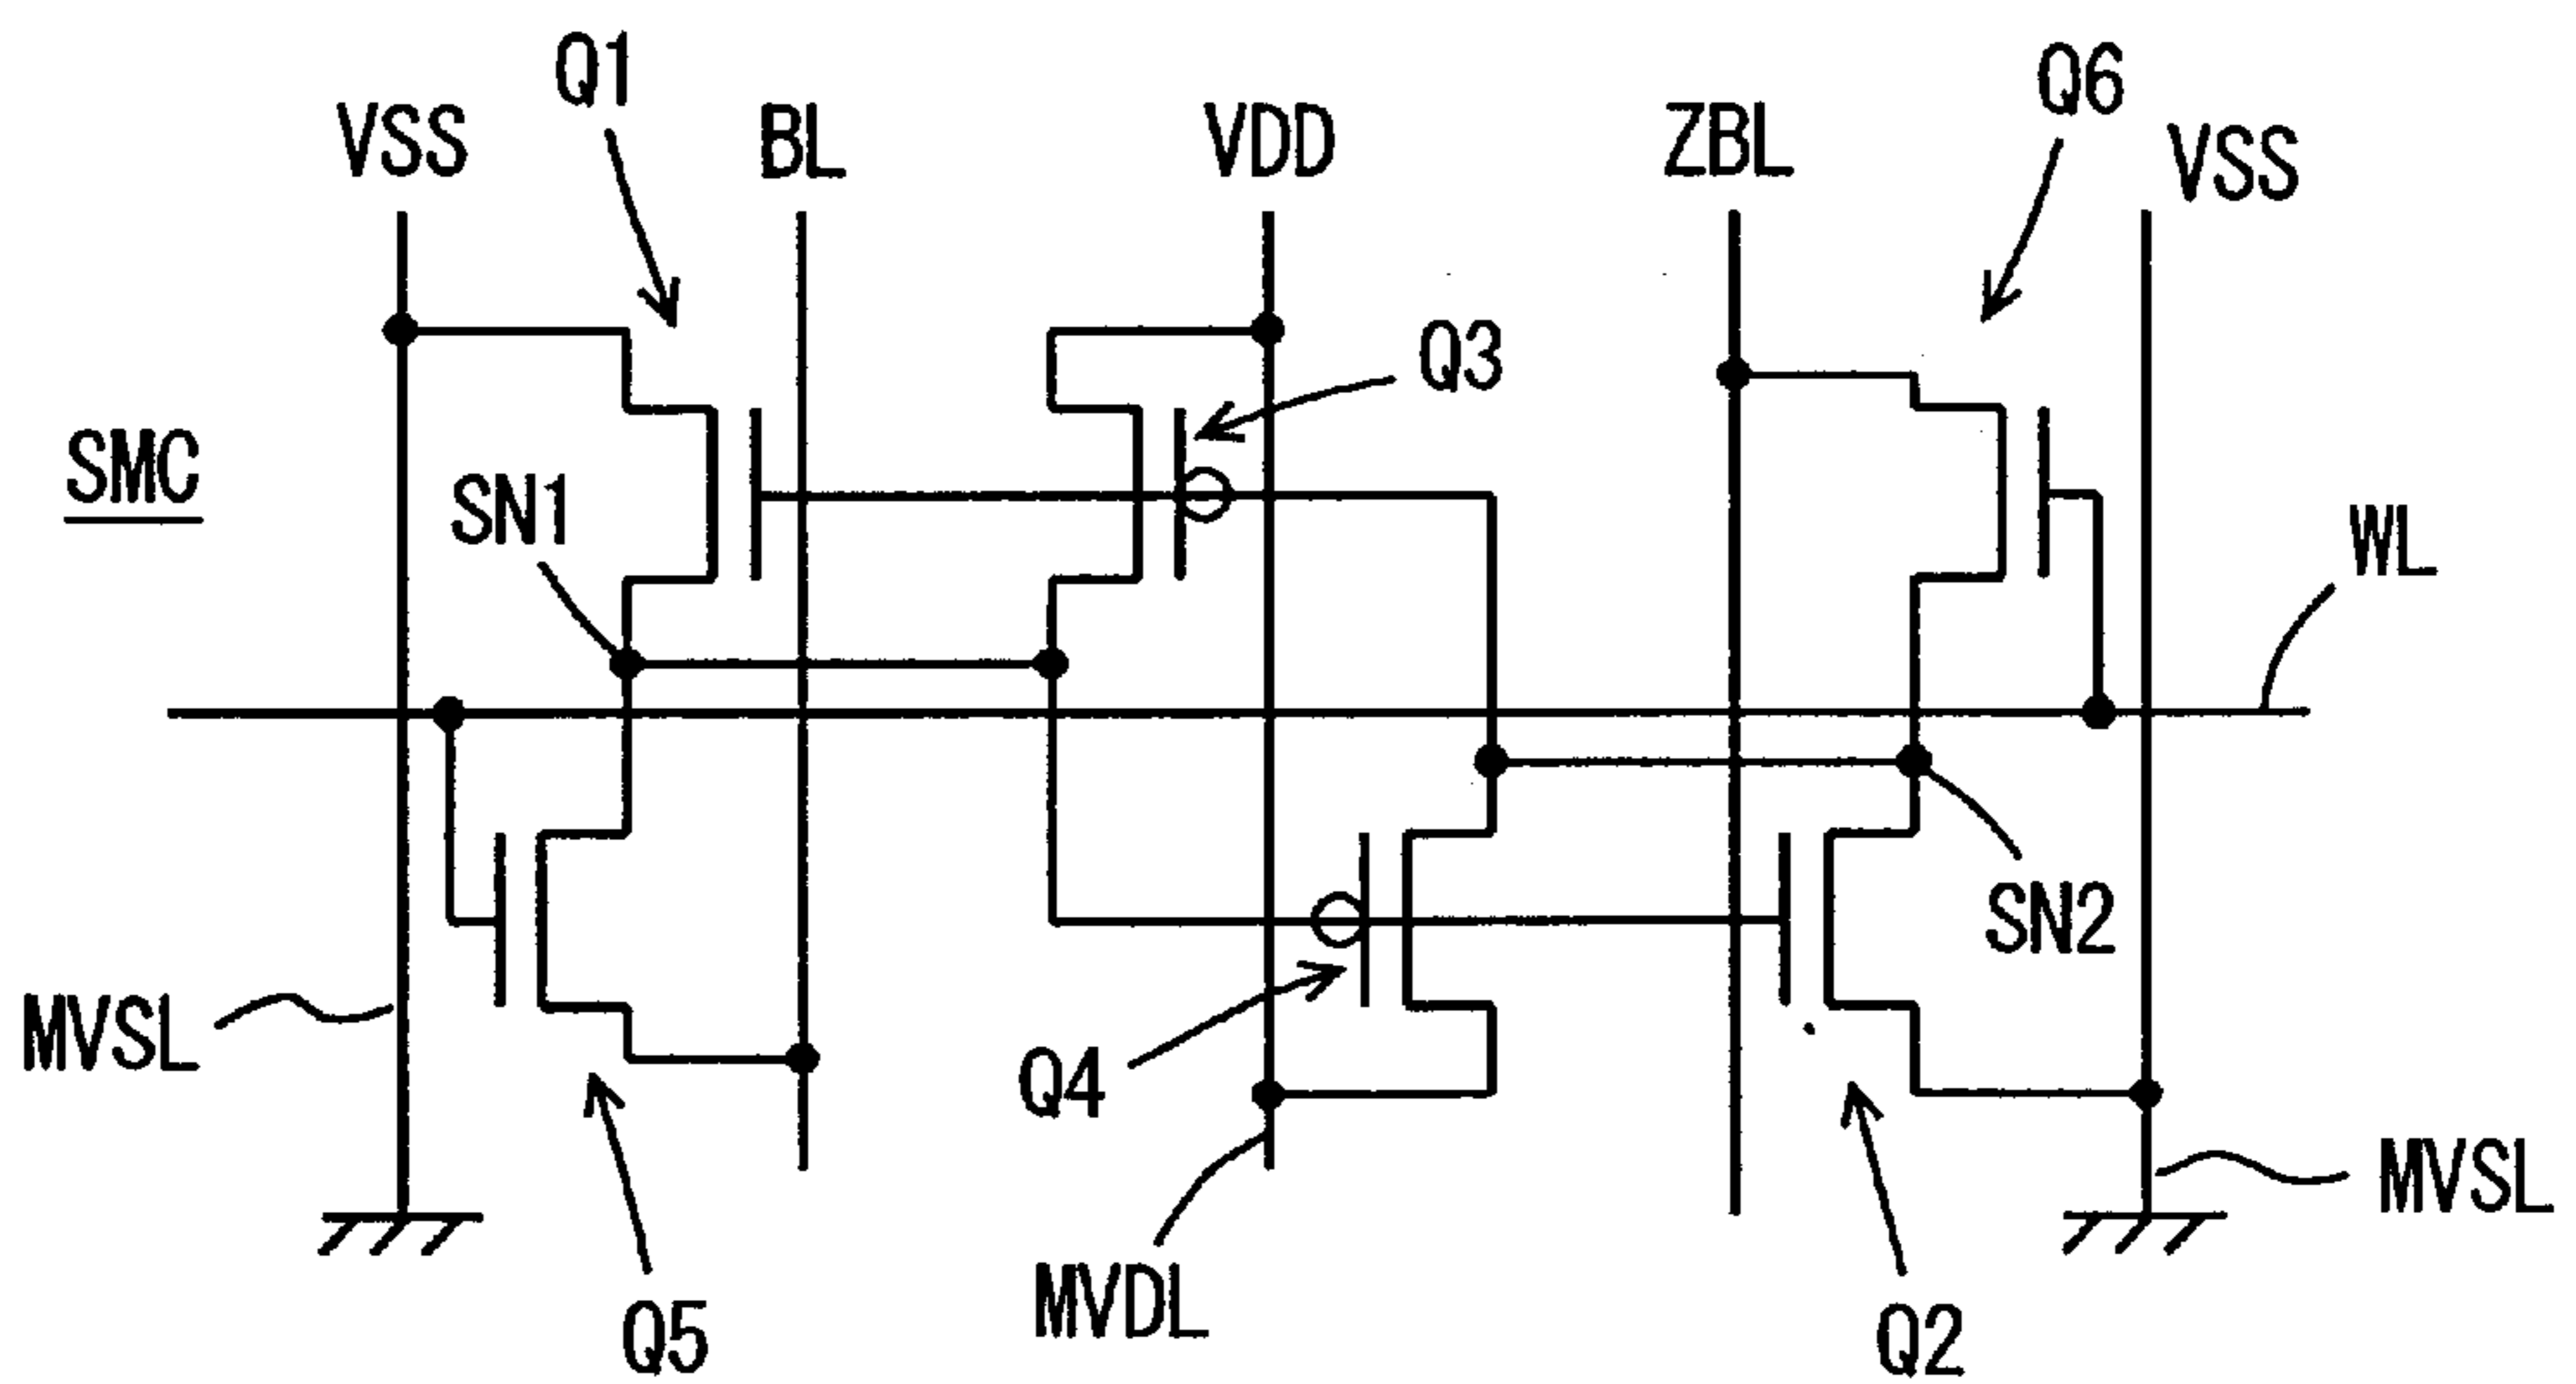 Q1
Q6
VSS
BL
VDD
ZBL
VSS
Q3
SMC
SN1
WL
SN2
MVSL
Q4
MVSL
MVDL
Q5
Q2